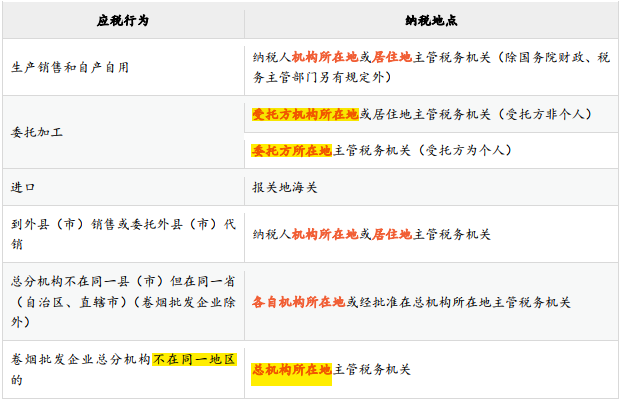 应税行为
纳税地点
生产销售和自产自用
纳税人机构所在地或居住地主管税务机关（除国务院财政、税
务主管部门另有规定外）
委托加工
受托方机构所在地或居住地主管税务机关（受托方非个人）
委托方所在地主管税务机关（受托方为个人）
进口
报关地海关
到外县（市）销售或委托外县（市）代
销
纳税人机构所在地或居住地主管税务机关
总分机构不在同一县（市）但在同一省
（自治区、直辖市）（卷烟批发企业除
外）
各自机构所在地或经批准在总机构所在地主管税务机关
卷烟批发企业总分机构不在同一地区
的
总机构所在地主管税务机关